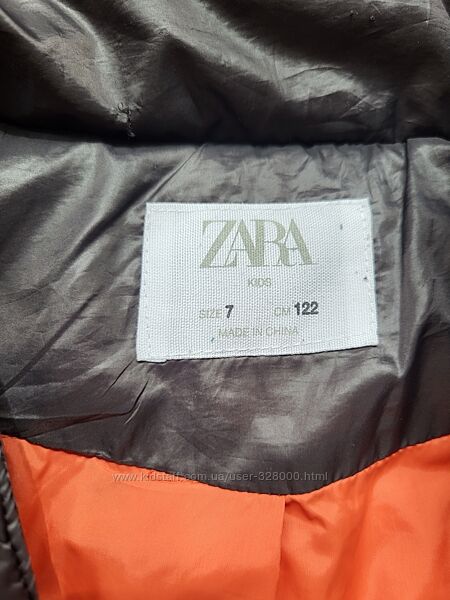 ZARA
KIDS
SIZE 7 CM 122
MADE IN CHINA
www.kidstaff.com.ua/user-328000.html